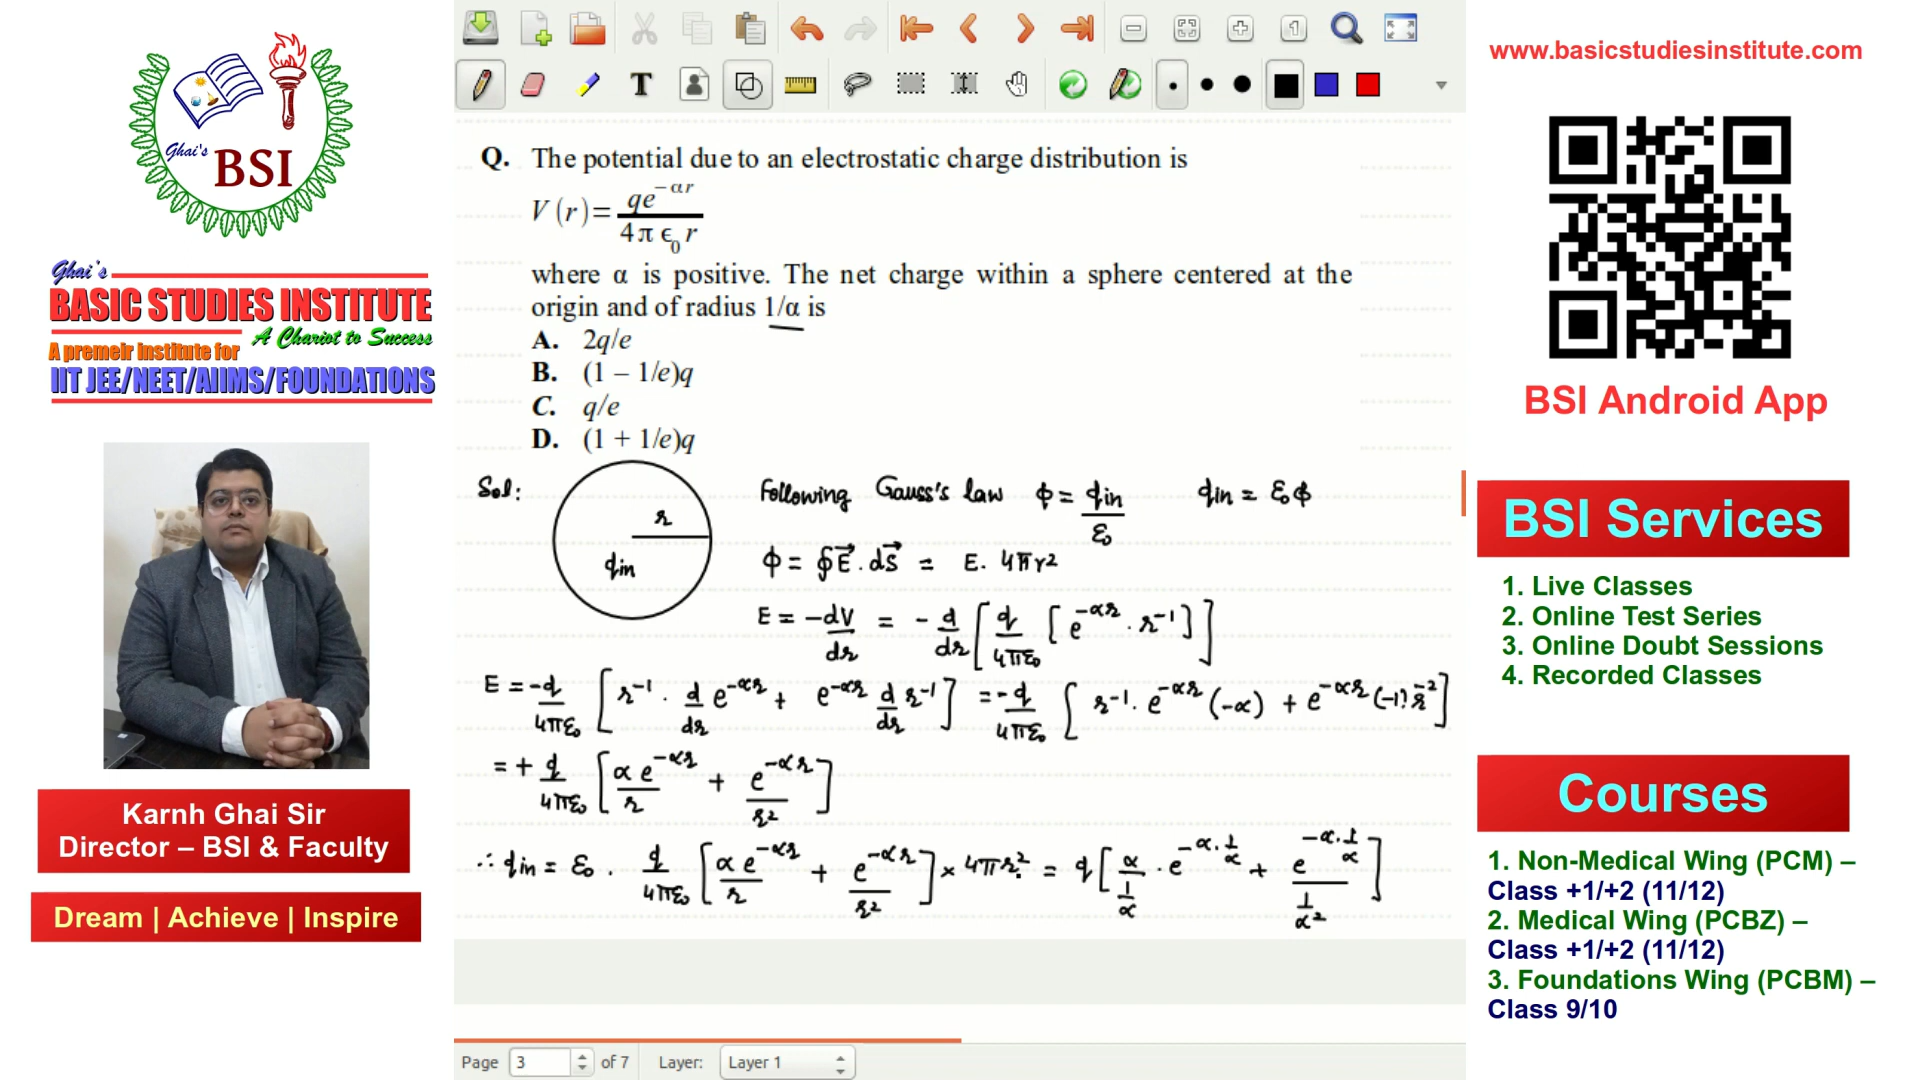 Ghai's
BSI
Ghai's
BASIC STUDIES INSTITUTE
A Chariot to Success
A premeir institute for
IIT JEE/NEET/AIIMS/FOUNDATIONS
Karnh Ghai Sir
Director – BSI & Faculty
Dream | Achieve | Inspire
T
1
Q. The potential due to an electrostatic charge distribution is
V(r) = qe^{-αr} / 4π ϵ₀ r
where α is positive. The net charge within a sphere centered at the
origin and of radius 1/α is
A. 2q/e
B. (1 – 1/e)q
C. q/e
D. (1 + 1/e)q
Sol:
r
qin
Following Gauss's law ϕ = qin/ε₀ qin = ε₀ϕ
ϕ = ∮E⃗.dS⃗ = E. 4πr²
E = -dV/dr = -d/dr [q/4πε₀ [e^{-αr} . r⁻¹]]
E = -q/4πε₀ [r⁻¹ . d/dr e^{-αr} + e^{-αr} d/dr r⁻¹] = -q/4πε₀ [r⁻¹. e^{-αr} (-α) + e^{-αr} (-1) r⁻²]
= + q/4πε₀ [αe^{-αr}/r + e^{-αr}/r²]
∴ qin = ε₀ . q/4πε₀ [αe^{-αr}/r + e^{-αr}/r²] × 4πr² = q[α/(1/α) . e^{-α.1/α} + e^{-α.1/α}/(1/α²)]
Page 3 of 7 Layer: Layer 1
www.basicstudiesinstitute.com
BSI Android App
BSI Services
1. Live Classes
2. Online Test Series
3. Online Doubt Sessions
4. Recorded Classes
Courses
1. Non-Medical Wing (PCM) –
Class +1/+2 (11/12)
2. Medical Wing (PCBZ) –
Class +1/+2 (11/12)
3. Foundations Wing (PCBM) –
Class 9/10